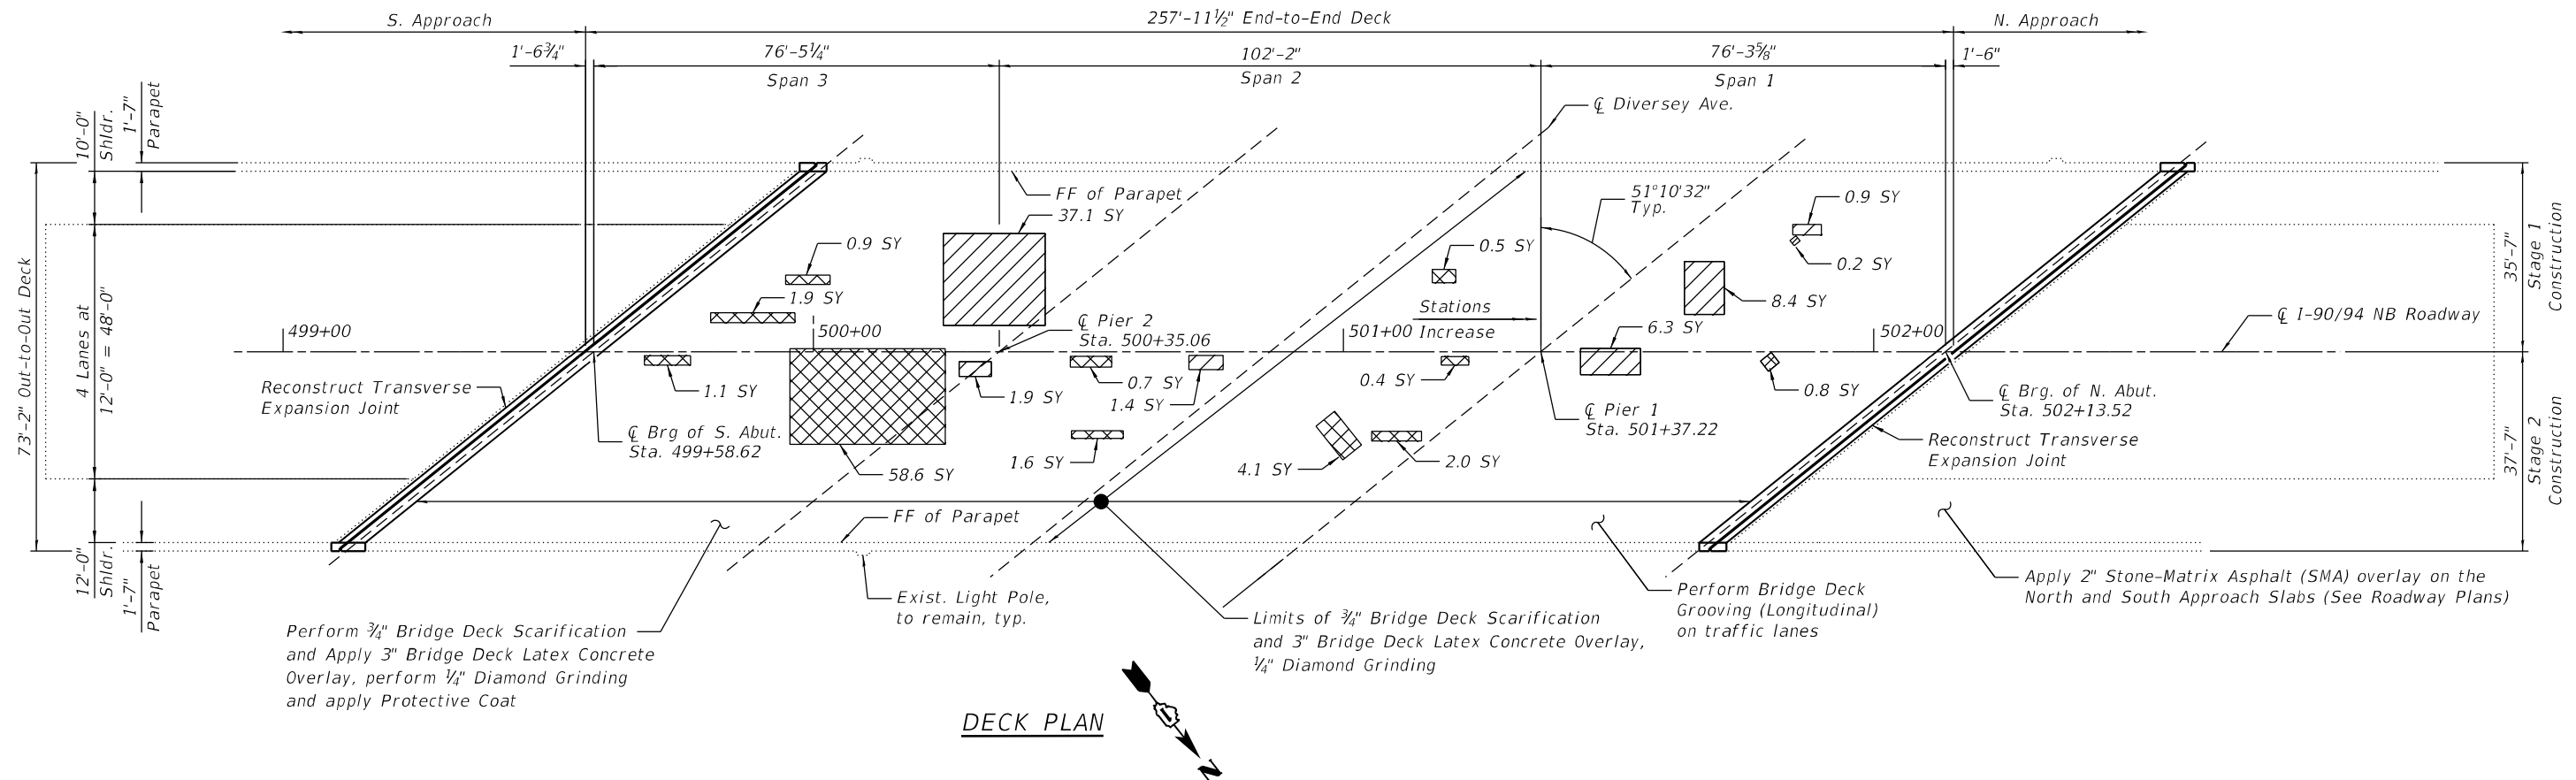 S. Approach
257'-11½" End-to-End Deck
N. Approach
1'-6¾"
76'-5¼"
102'-2"
76'-3⅝"
1'-6"
Span 3
Span 2
Span 1
℄ Diversey Ave.
10'-0"
Shldr.
1'-7"
Parapet
FF of Parapet
37.1 SY
51°10'32"
Typ.
0.9 SY
0.9 SY
0.5 SY
0.2 SY
1.9 SY
8.4 SY
73'-2" Out-to-Out Deck
4 Lanes at
12'-0" = 48'-0"
35'-7"
Stage 1
Construction
499+00
500+00
℄ Pier 2
Sta. 500+35.06
Stations
Increase
501+00
6.3 SY
502+00
℄ I-90/94 NB Roadway
Reconstruct Transverse
Expansion Joint
1.1 SY
1.9 SY
0.7 SY
1.4 SY
0.4 SY
0.8 SY
℄ Brg. of N. Abut.
Sta. 502+13.52
℄ Pier 1
Sta. 501+37.22
℄ Brg of S. Abut.
Sta. 499+58.62
Reconstruct Transverse
Expansion Joint
58.6 SY
1.6 SY
4.1 SY
2.0 SY
37'-7"
Stage 2
Construction
FF of Parapet
12'-0"
Shldr.
1'-7"
Parapet
Exist. Light Pole,
to remain, typ.
Perform ¾" Bridge Deck Scarification
and Apply 3" Bridge Deck Latex Concrete
Overlay, perform ¼" Diamond Grinding
and apply Protective Coat
Limits of ¾" Bridge Deck Scarification
and 3" Bridge Deck Latex Concrete Overlay,
¼" Diamond Grinding
Perform Bridge Deck
Grooving (Longitudinal)
on traffic lanes
Apply 2" Stone-Matrix Asphalt (SMA) overlay on the
North and South Approach Slabs (See Roadway Plans)
DECK PLAN
N